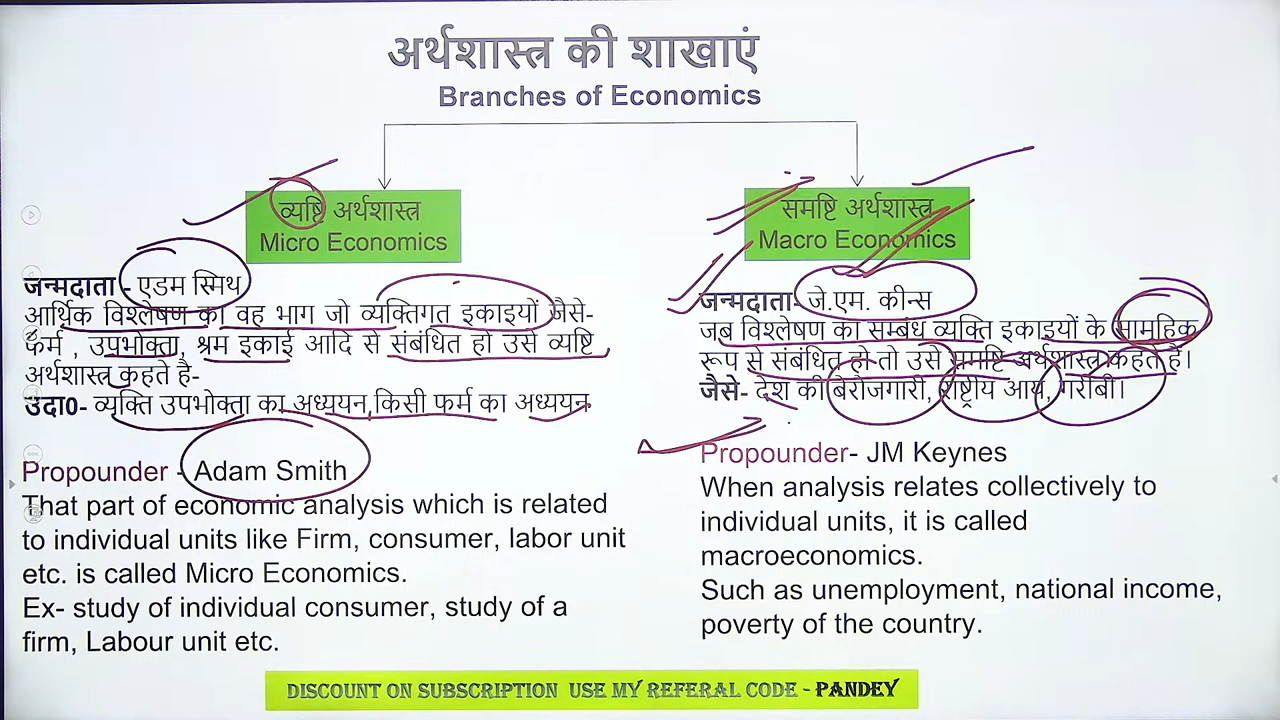 अर्थशास्त्र की शाखाएं
Branches of Economics
व्यष्टि अर्थशास्त्र
Micro Economics
जन्मदाता - एडम स्मिथ
आर्थिक विश्लेषण का वह भाग जो व्यक्तिगत इकाइयों जैसे-
फर्म , उपभोक्ता, श्रम इकाई आदि से संबंधित हो उसे व्यष्टि
अर्थशास्त्र कहते है-
उदा0- व्यक्ति उपभोक्ता का अध्ययन,किसी फर्म का अध्ययन
Propounder - Adam Smith
That part of economic analysis which is related
to individual units like Firm, consumer, labor unit
etc. is called Micro Economics.
Ex- study of individual consumer, study of a
firm, Labour unit etc.
समष्टि अर्थशास्त्र
Macro Economics
जन्मदाता- जे.एम. कीन्स
जब विश्लेषण का सम्बंध व्यक्ति इकाइयों के सामूहिक
रूप से संबंधित हो तो उसे समष्टि अर्थशास्त्र कहते है।
जैसे- देश की बेरोजगारी, राष्ट्रीय आय, गरीबी।
Propounder- JM Keynes
When analysis relates collectively to
individual units, it is called
macroeconomics.
Such as unemployment, national income,
poverty of the country.
DISCOUNT ON SUBSCRIPTION USE MY REFERAL CODE - PANDEY